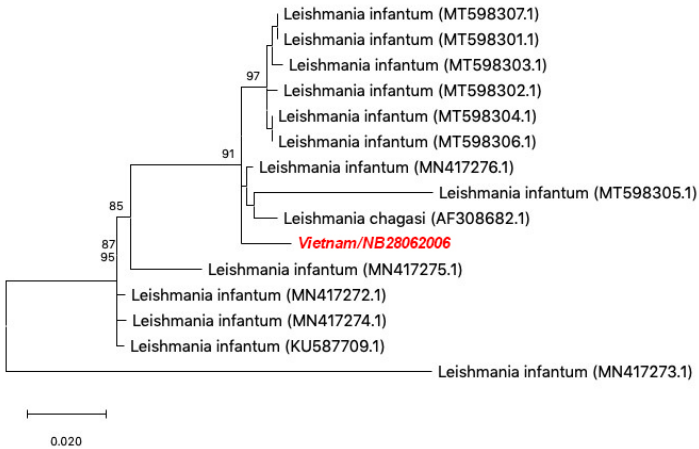 Leishmania infantum (MT598307.1)
Leishmania infantum (MT598301.1)
Leishmania infantum (MT598303.1)
97
Leishmania infantum (MT598302.1)
Leishmania infantum (MT598304.1)
Leishmania infantum (MT598306.1)
91
Leishmania infantum (MN417276.1)
Leishmania infantum (MT598305.1)
85
Leishmania chagasi (AF308682.1)
Vietnam/NB28062006
87
95
Leishmania infantum (MN417275.1)
Leishmania infantum (MN417272.1)
Leishmania infantum (MN417274.1)
Leishmania infantum (KU587709.1)
Leishmania infantum (MN417273.1)
0.020